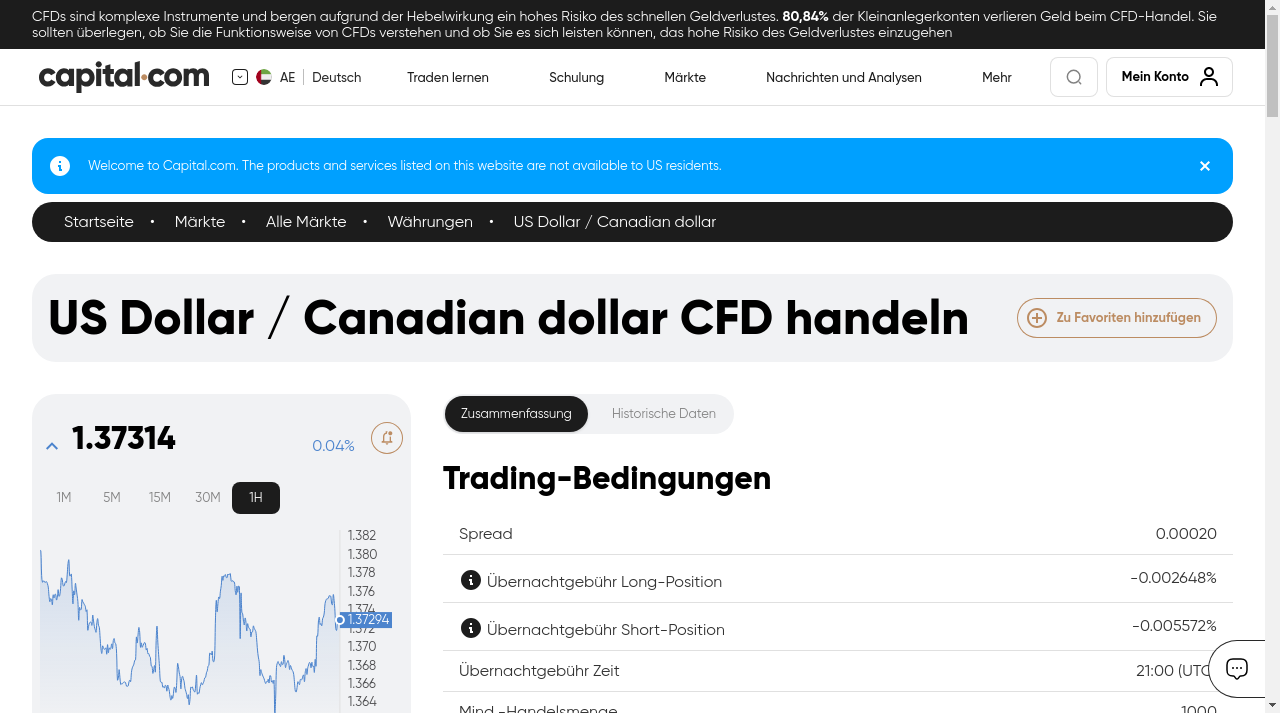 CFDs sind komplexe Instrumente und bergen aufgrund der Hebelwirkung ein hohes Risiko des schnellen Geldverlustes. 80,84% der Kleinanlegerkonten verlieren Geld beim CFD-Handel. Sie
sollten überlegen, ob Sie die Funktionsweise von CFDs verstehen und ob Sie es sich leisten können, das hohe Risiko des Geldverlustes einzugehen
capital.com AE Deutsch Traden lernen Schulung Märkte Nachrichten und Analysen Mehr Mein Konto
Welcome to Capital.com. The products and services listed on this website are not available to US residents.
Startseite • Märkte • Alle Märkte • Währungen • US Dollar / Canadian dollar
US Dollar / Canadian dollar CFD handeln
Zu Favoriten hinzufügen
1.37314
0.04%
1M 5M 15M 30M 1H
1.382
1.380
1.378
1.376
1.374
1.37294
1.372
1.370
1.368
1.366
1.364
Zusammenfassung Historische Daten
Trading-Bedingungen
Spread 0.00020
Übernachtgebühr Long-Position -0.002648%
Übernachtgebühr Short-Position -0.005572%
Übernachtgebühr Zeit 21:00 (UTC
Mind.-Handelsmenge 1000